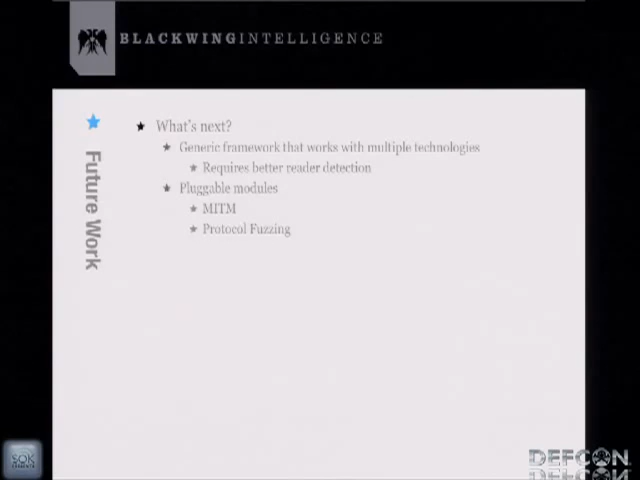 BLACKWINGINTELLIGENCE
Future Work
What's next?
Generic framework that works with multiple technologies
Requires better reader detection
Pluggable modules
MITM
Protocol Fuzzing
SOK
DEFCON